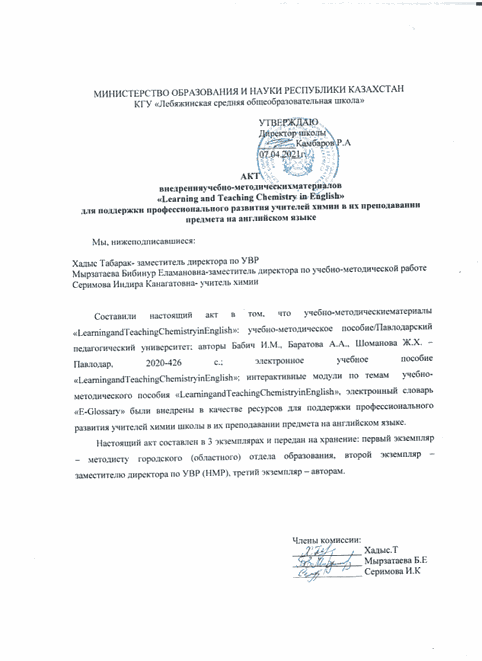 МИНИСТЕРСТВО ОБРАЗОВАНИЯ И НАУКИ РЕСПУБЛИКИ КАЗАХСТАН
КГУ «Лебяжинская средняя общеобразовательная школа»
УТВЕРЖДАЮ
Директор школы
Камбаров Р.А
07.04.2021г.
АКТ
внедренияучебно-методическихматериалов
«Learning and Teaching Chemistry in English»
для поддержки профессионального развития учителей химии в их преподавании
предмета на английском языке
Мы, нижеподписавшиеся:
Хадыс Табарак- заместитель директора по УВР
Мырзатаева Бибинур Еламановна-заместитель директора по учебно-методической работе
Серимова Индира Канагатовна- учитель химии
Составили настоящий акт в том, что учебно-методическиематериалы
«LearningandTeachingChemistryinEnglish»: учебно-методическое пособие/Павлодарский
педагогический университет; авторы Бабич И.М., Баратова А.А., Шоманова Ж.Х. –
Павлодар, 2020-426 с.; электронное учебное пособие
«LearningandTeachingChemistryinEnglish»; интерактивные модули по темам учебно-
методического пособия «LearningandTeachingChemistryinEnglish», электронный словарь
«E-Glossary» были внедрены в качестве ресурсов для поддержки профессионального
развития учителей химии школы в их преподавании предмета на английском языке.
Настоящий акт составлен в 3 экземплярах и передан на хранение: первый экземпляр
– методисту городского (областного) отдела образования, второй экземпляр –
заместителю директора по УВР (НМР), третий экземпляр – авторам.
Члены комиссии:
Хадыс.Т
Мырзатаева Б.Е
Серимова И.К